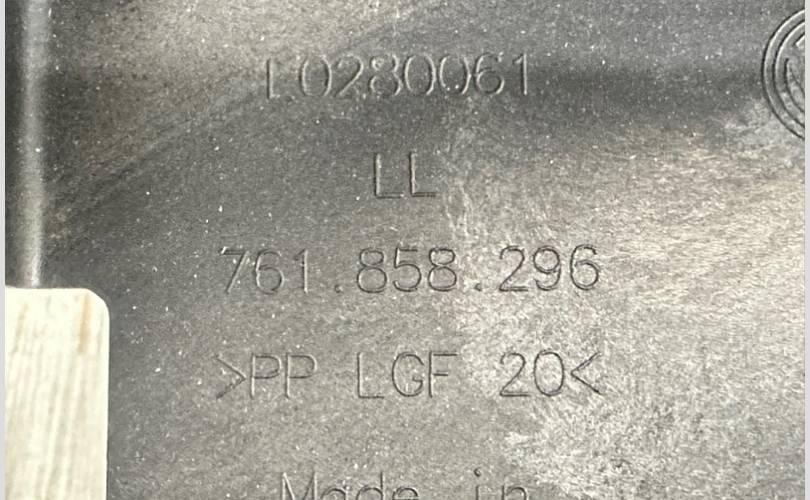 L0280061
LL
761.858.296
>PP LGF 20<
Made in